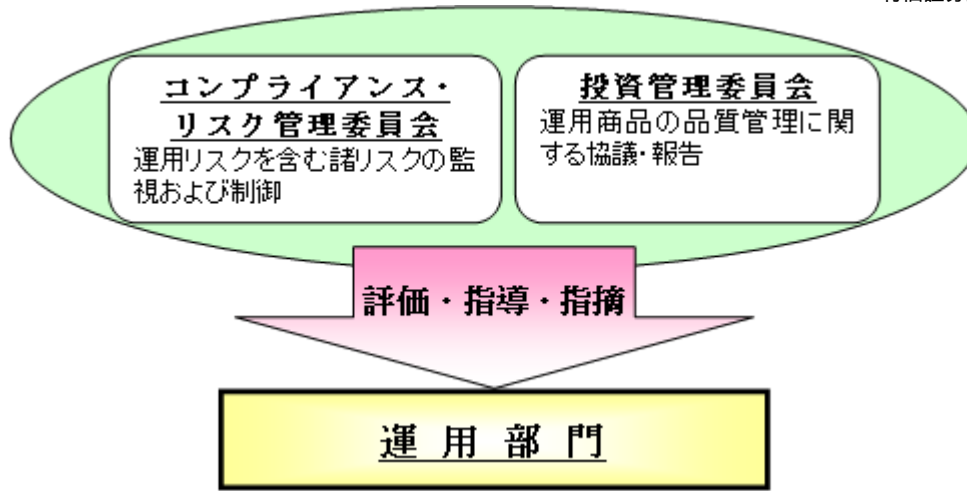 コンプライアンス・
リスク管理委員会
運用リスクを含む諸リスクの監
視および制御
投資管理委員会
運用商品の品質管理に関
する協議・報告
評価・指導・指摘
運用部門